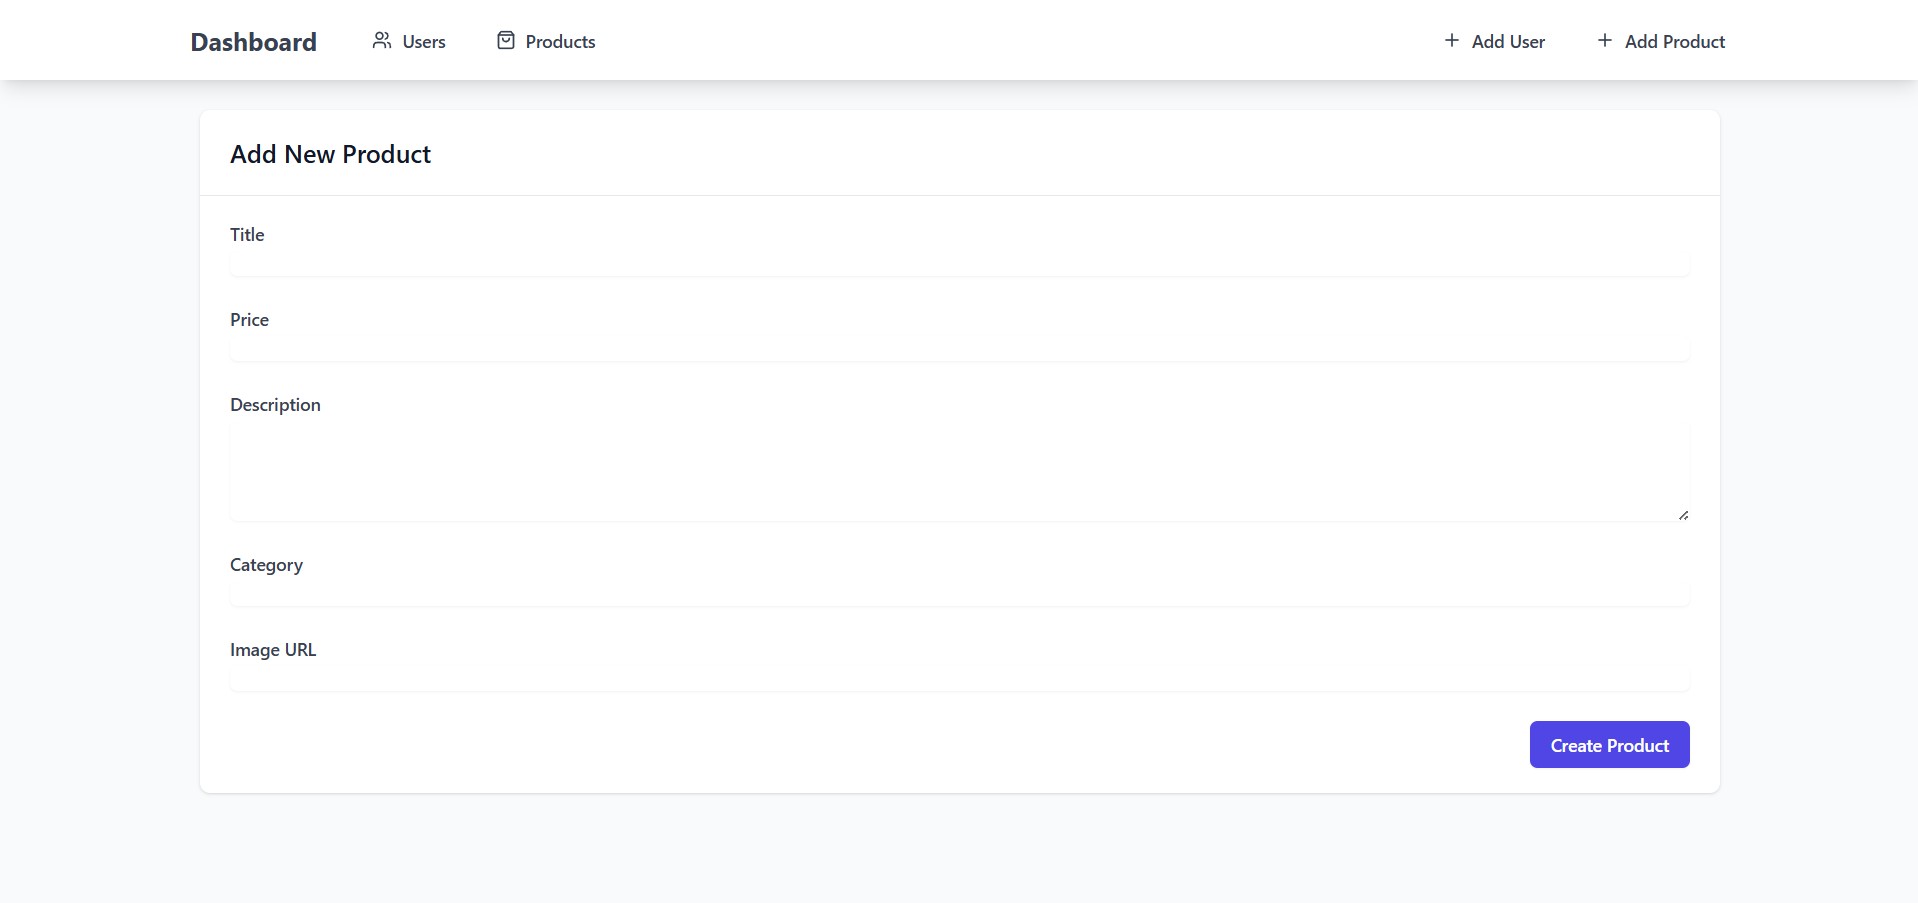 Dashboard Users Products Add User Add Product
Add New Product
Title
Price
Description
Category
Image URL
Create Product